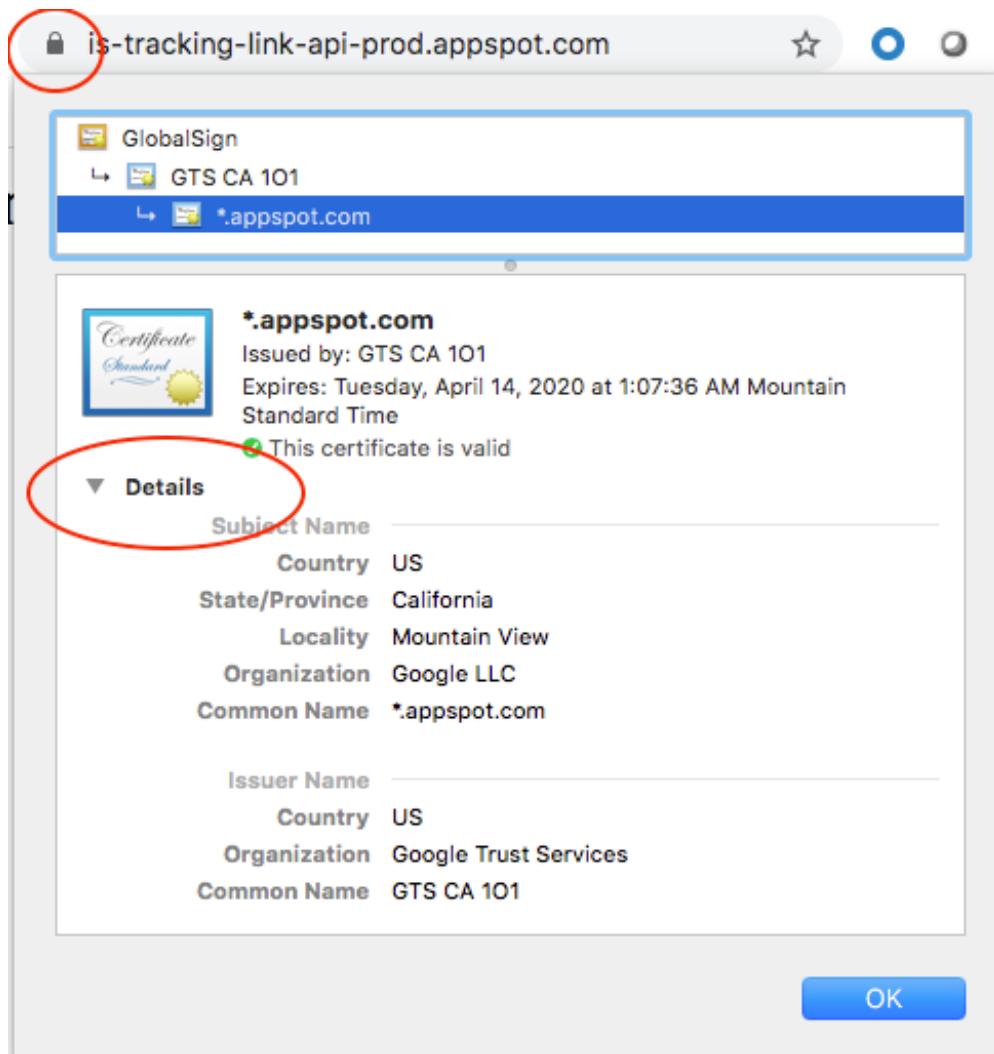 is-tracking-link-api-prod.appspot.com
GlobalSign
GTS CA 1O1
*.appspot.com
Certificate
Standard
*.appspot.com
Issued by: GTS CA 1O1
Expires: Tuesday, April 14, 2020 at 1:07:36 AM Mountain
Standard Time
This certificate is valid
Details
Subject Name
Country US
State/Province California
Locality Mountain View
Organization Google LLC
Common Name *.appspot.com
Issuer Name
Country US
Organization Google Trust Services
Common Name GTS CA 1O1
OK